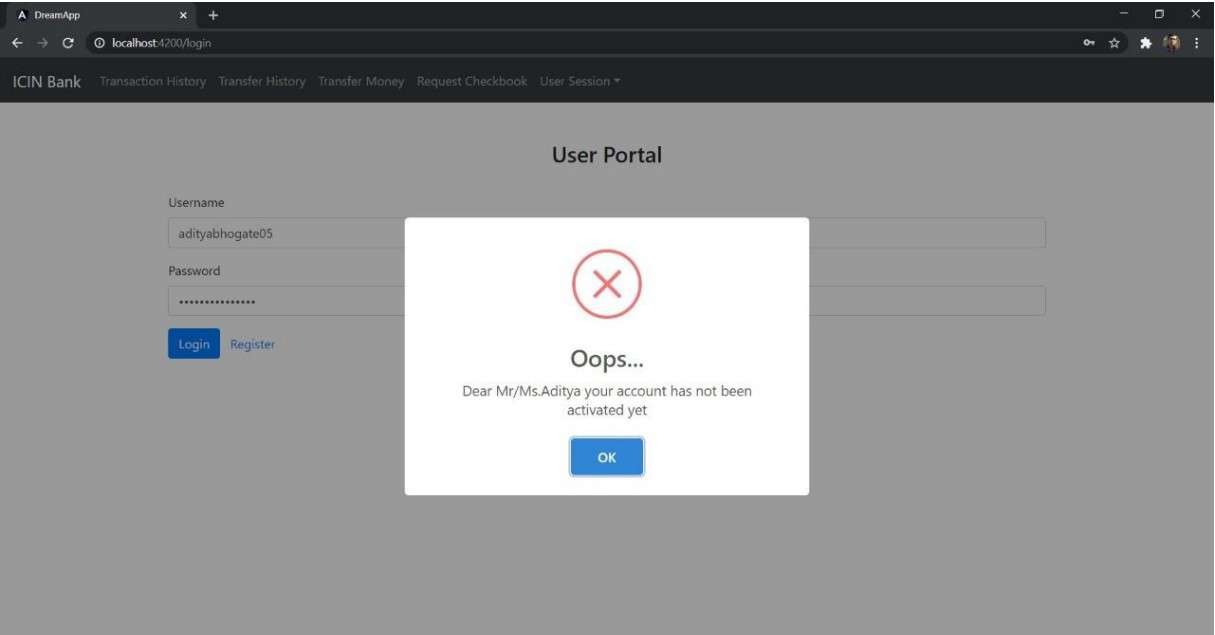 DreamApp
localhost:4200/login
ICIN Bank Transaction History Transfer History Transfer Money Request Checkbook User Session
User Portal
Username
adityabhogate05
Password
Login Register
Oops...
Dear Mr/Ms.Aditya your account has not been
activated yet
OK